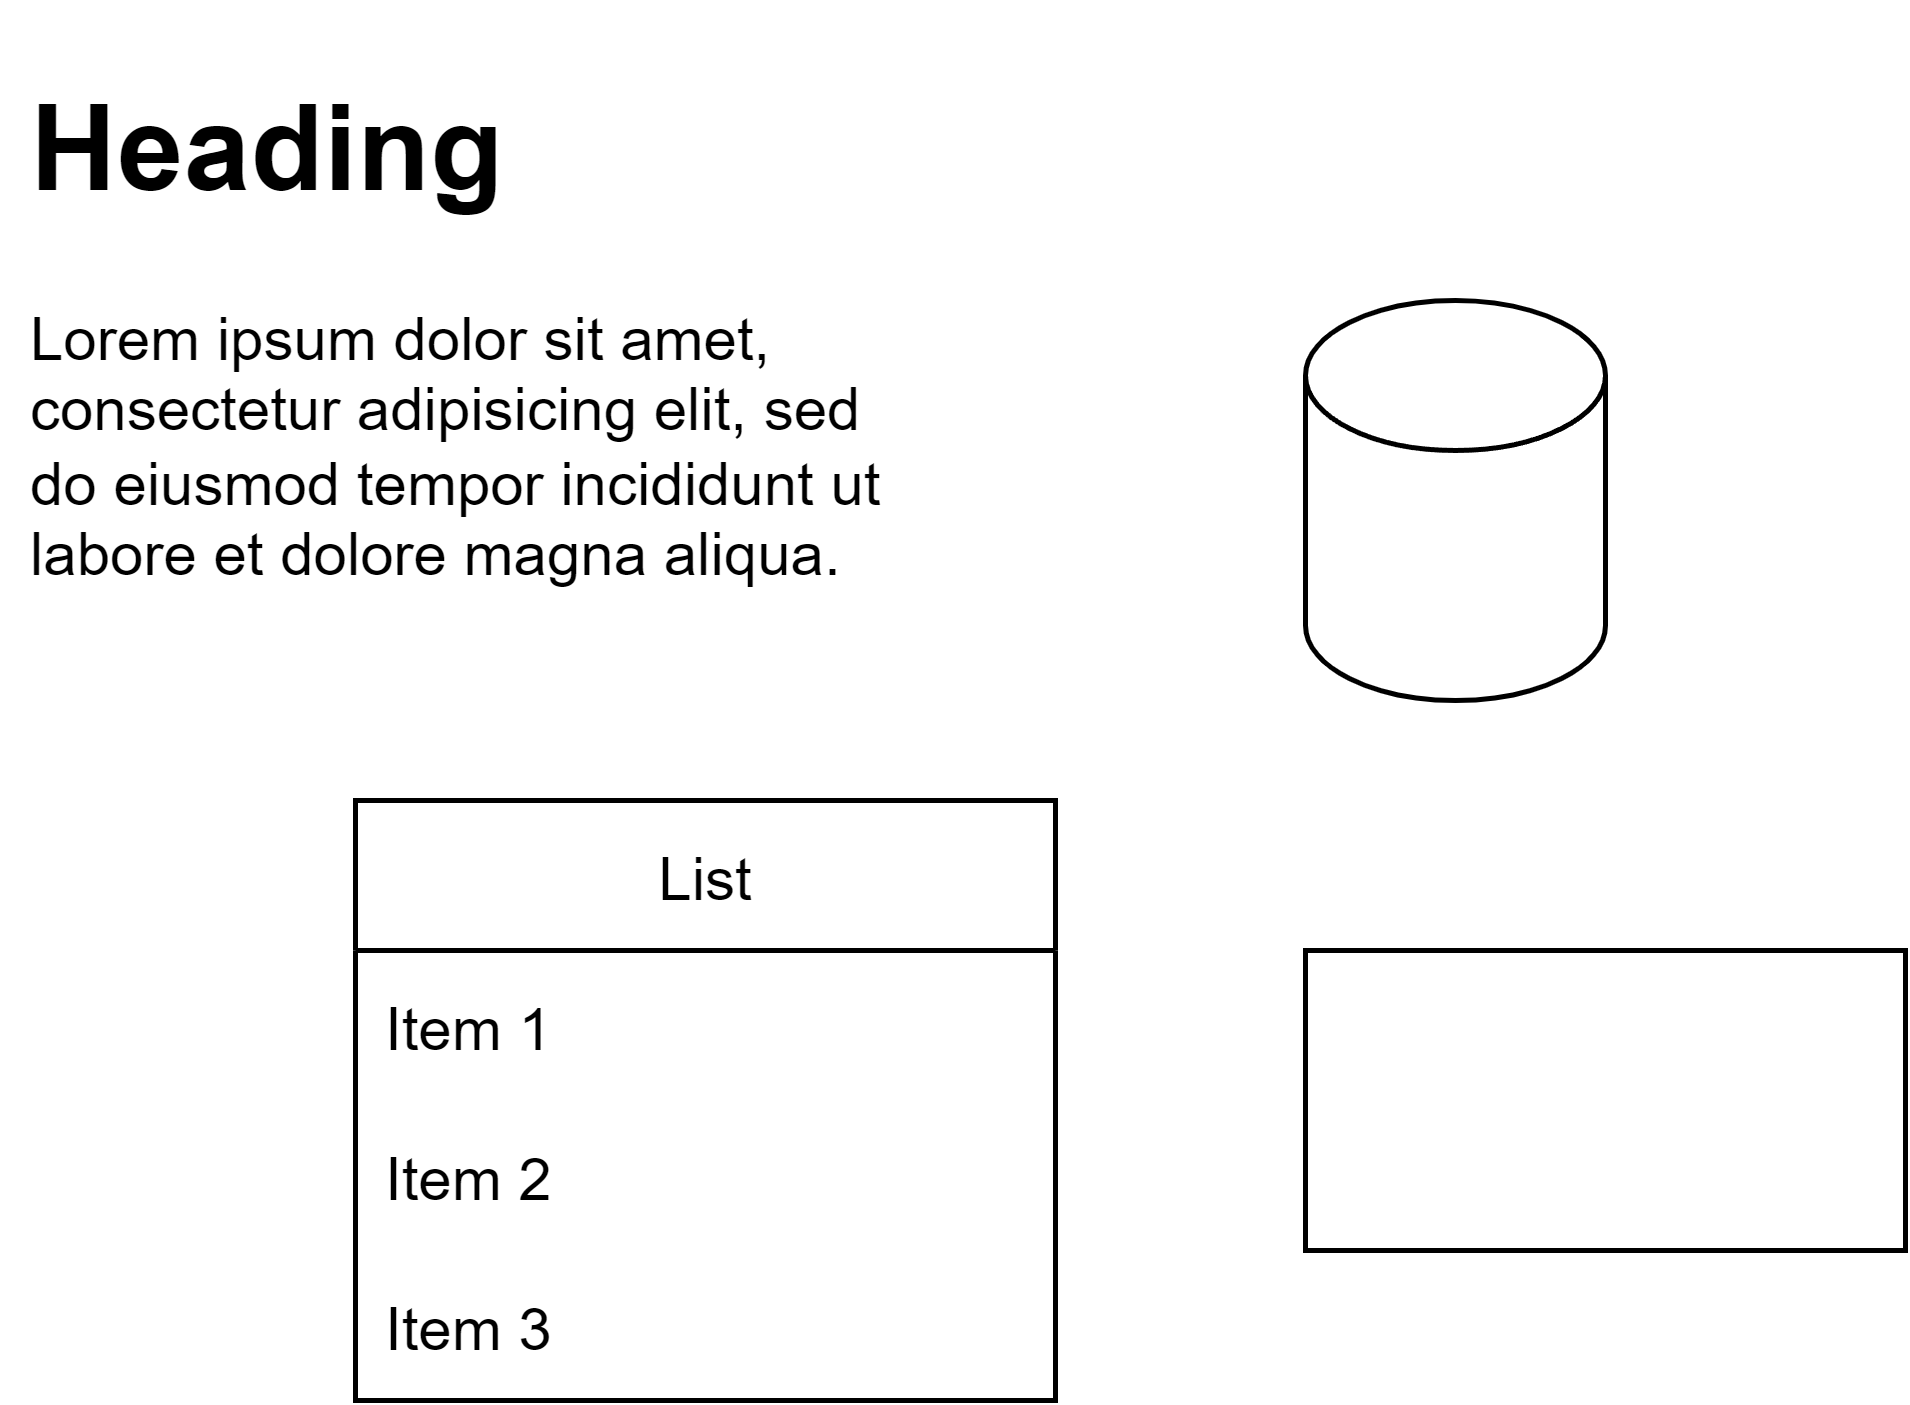 Heading
Lorem ipsum dolor sit amet,
consectetur adipisicing elit, sed
do eiusmod tempor incididunt ut
labore et dolore magna aliqua.
List
Item 1
Item 2
Item 3